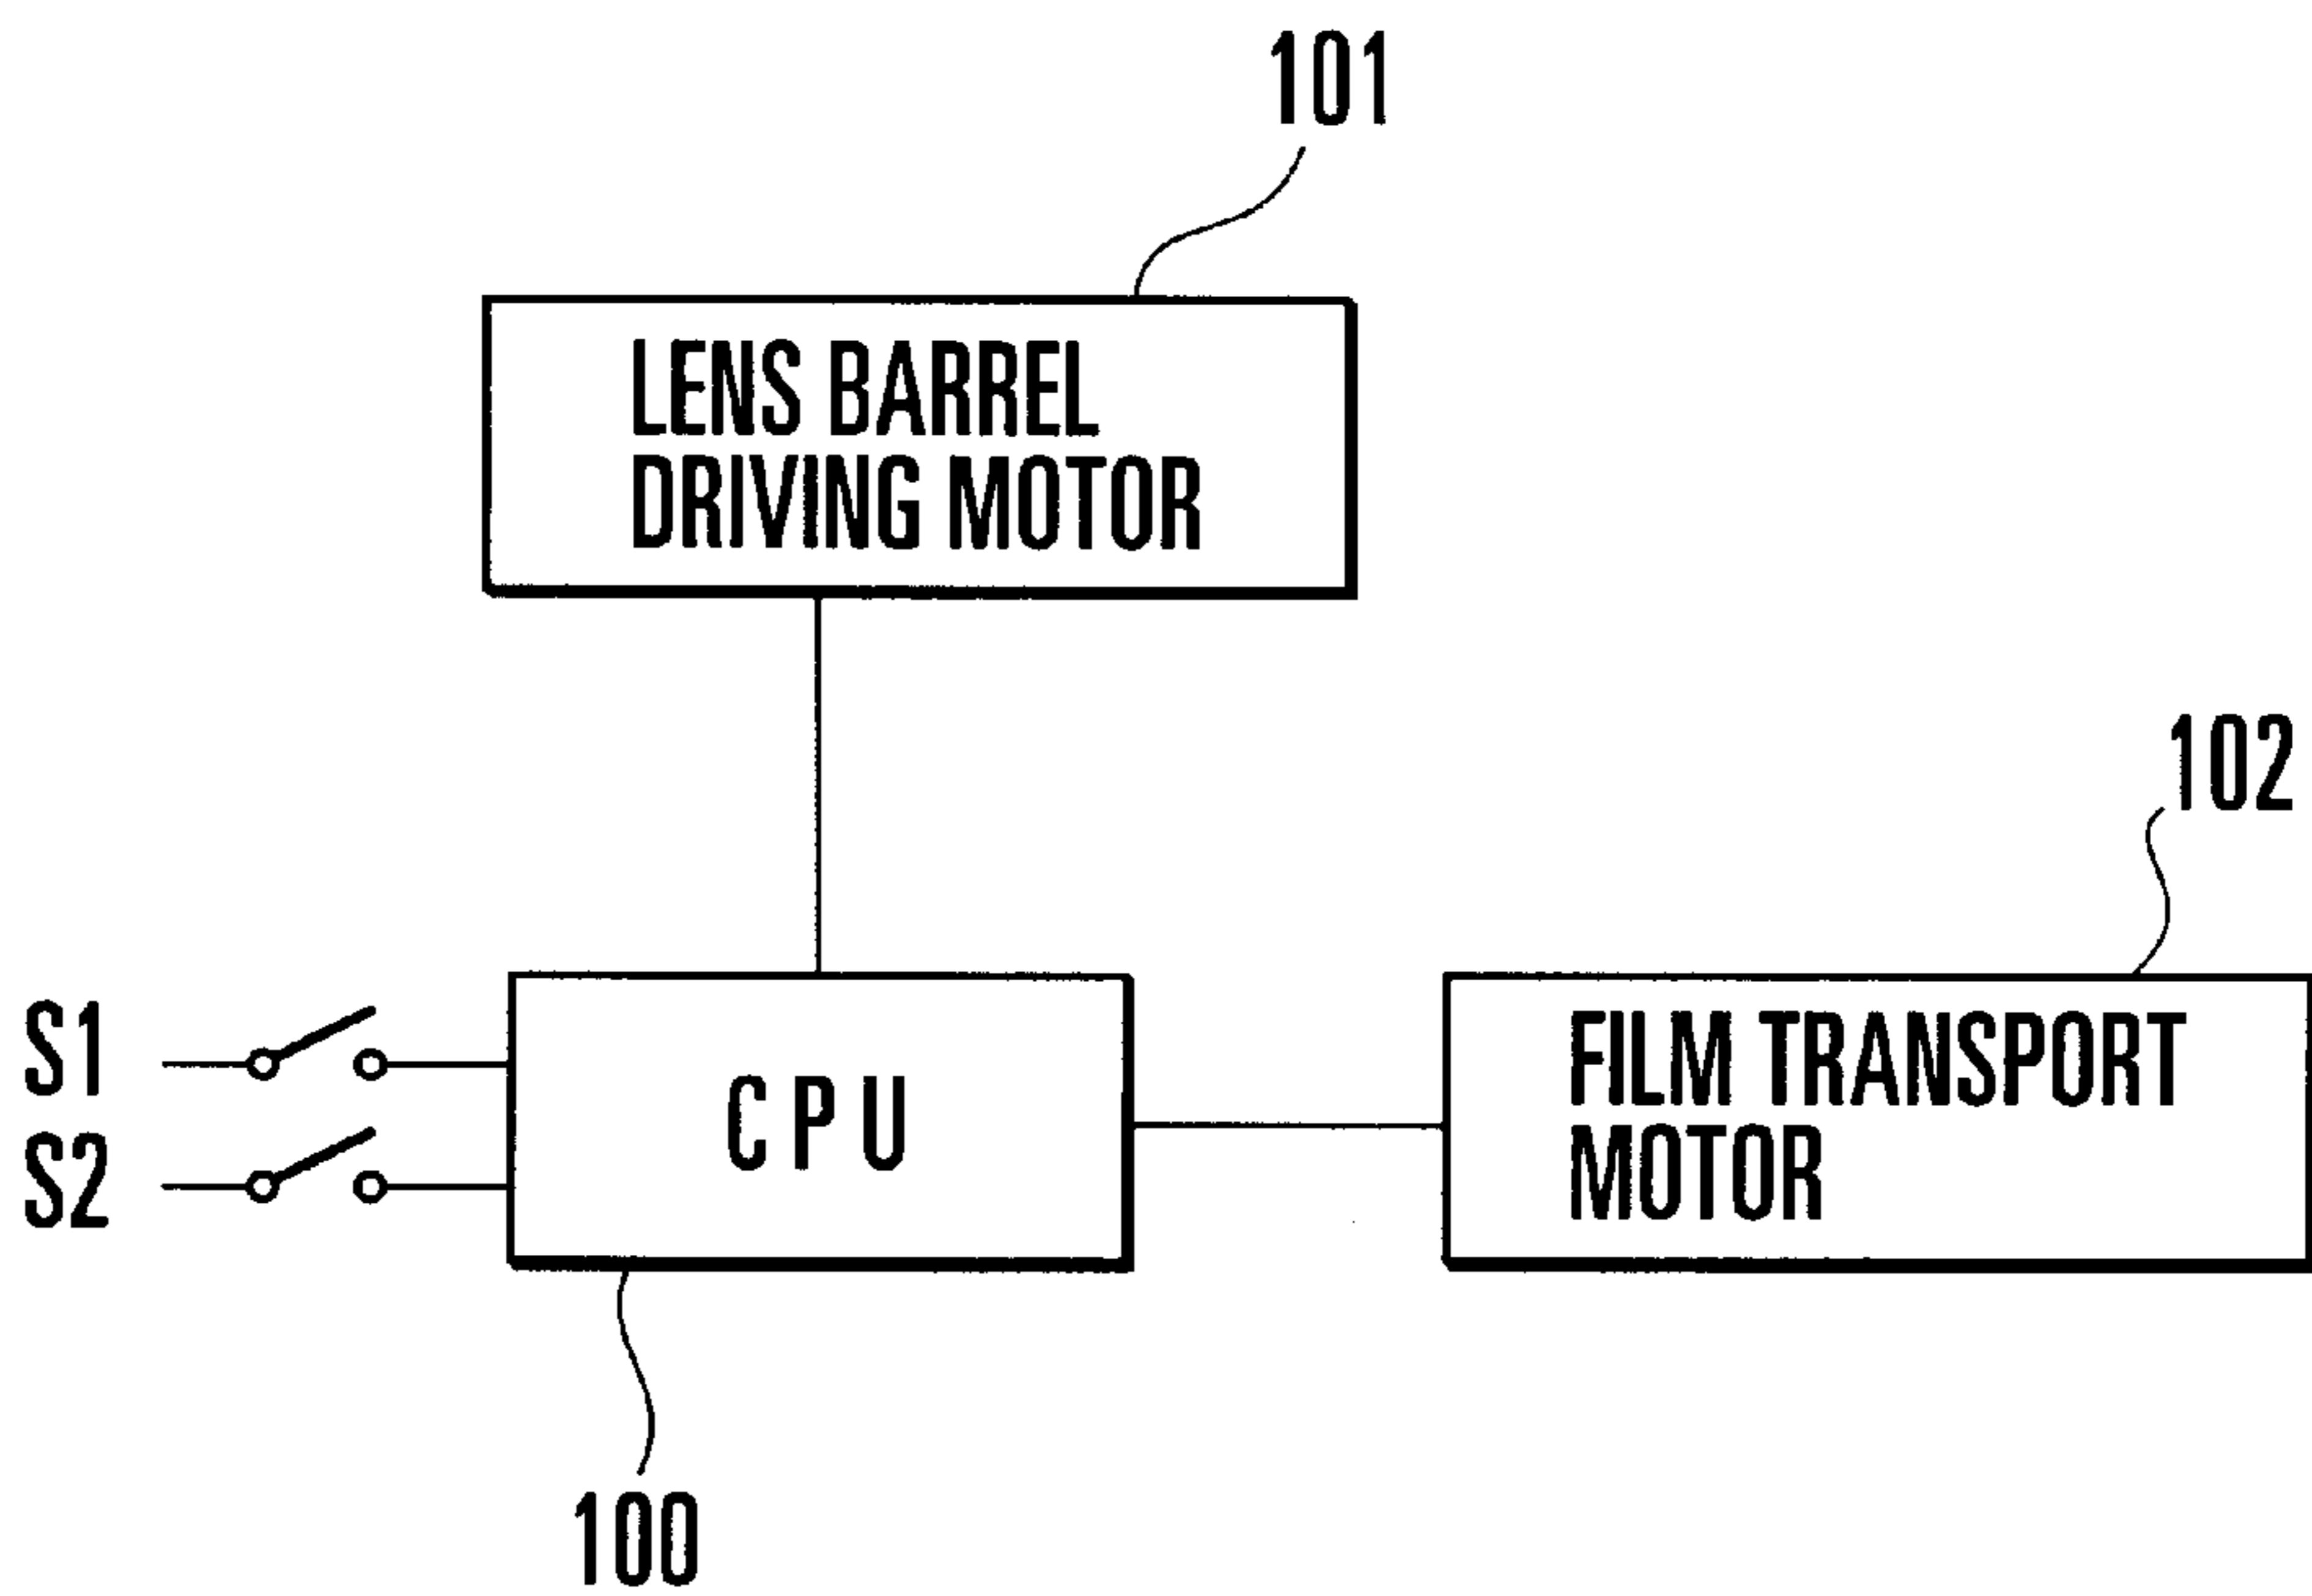 101
LENS BARREL
DRIVING MOTOR
102
S1
S2
CPU
FILM TRANSPORT
MOTOR
100